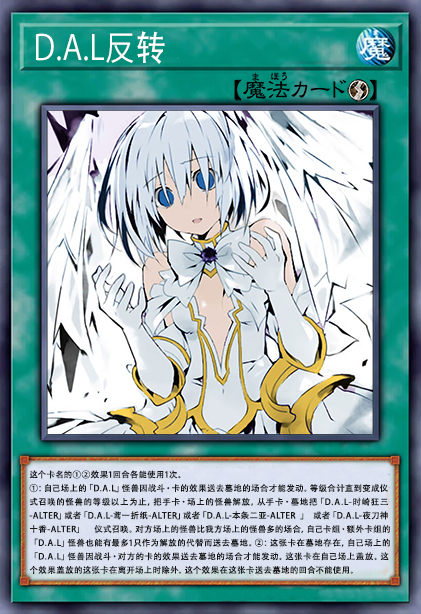 D.A.L反转
魔
【魔法カード】
まほう
这个卡名的①②效果1回合各能使用1次。
①：自己场上的「D.A.L」怪兽因战斗·卡的效果送去墓地的场合才能发动。等级合计直到变成仪
式召唤的怪兽的等级以上为止，把手卡·场上的怪兽解放，从手卡·墓地把「D.A.L-时崎狂三
-ALTER」或者「D.A.L-鸢一折纸-ALTER」或者「D.A.L-本条二亚-ALTER 」 或者「D.A.L-夜刀神
十香-ALTER」 仪式召唤。对方场上的怪兽比我方场上的怪兽多的场合，自己卡组·额外卡组的
「D.A.L」怪兽也能有最多1只作为解放的代替而送去墓地。②：这张卡在墓地存在，自己场上的
「D.A.L」怪兽因战斗·对方的卡的效果送去墓地的场合才能发动。这张卡在自己场上盖放。这
个效果盖放的这张卡在离开场上时除外。这个效果在这张卡送去墓地的回合不能使用。